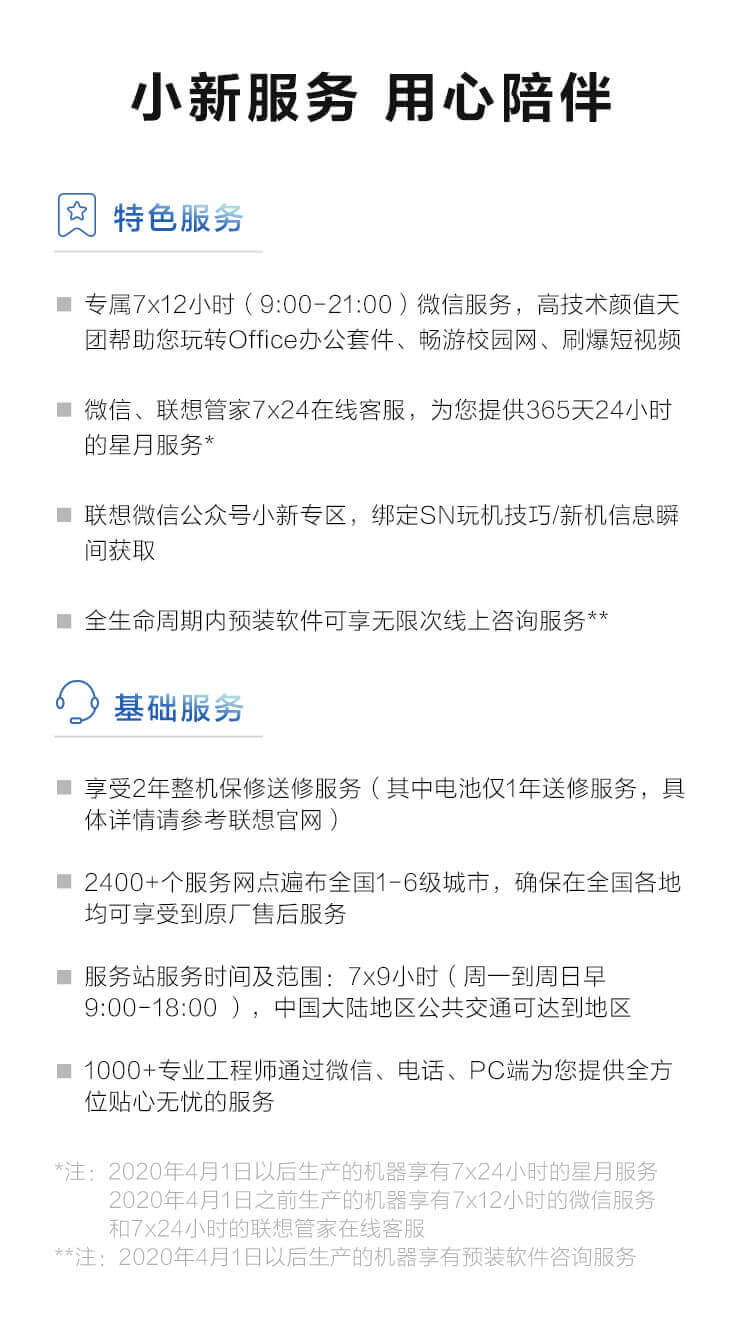 小新服务 用心陪伴
特色服务
专属7x12小时（9:00-21:00）微信服务，高技术颜值天
团帮助您玩转Office办公套件、畅游校园网、刷爆短视频
微信、联想管家7x24在线客服，为您提供365天24小时
的星月服务*
联想微信公众号小新专区，绑定SN玩机技巧/新机信息瞬
间获取
全生命周期内预装软件可享无限次线上咨询服务**
基础服务
享受2年整机保修送修服务（其中电池仅1年送修服务，具
体详情请参考联想官网）
2400+个服务网点遍布全国1-6级城市，确保在全国各地
均可享受到原厂售后服务
服务站服务时间及范围：7x9小时（周一到周日早
9:00-18:00 ），中国大陆地区公共交通可达到地区
1000+专业工程师通过微信、电话、PC端为您提供全方
位贴心无忧的服务
*注：2020年4月1日以后生产的机器享有7x24小时的星月服务
2020年4月1日之前生产的机器享有7x12小时的微信服务
和7x24小时的联想管家在线客服
**注：2020年4月1日以后生产的机器享有预装软件咨询服务